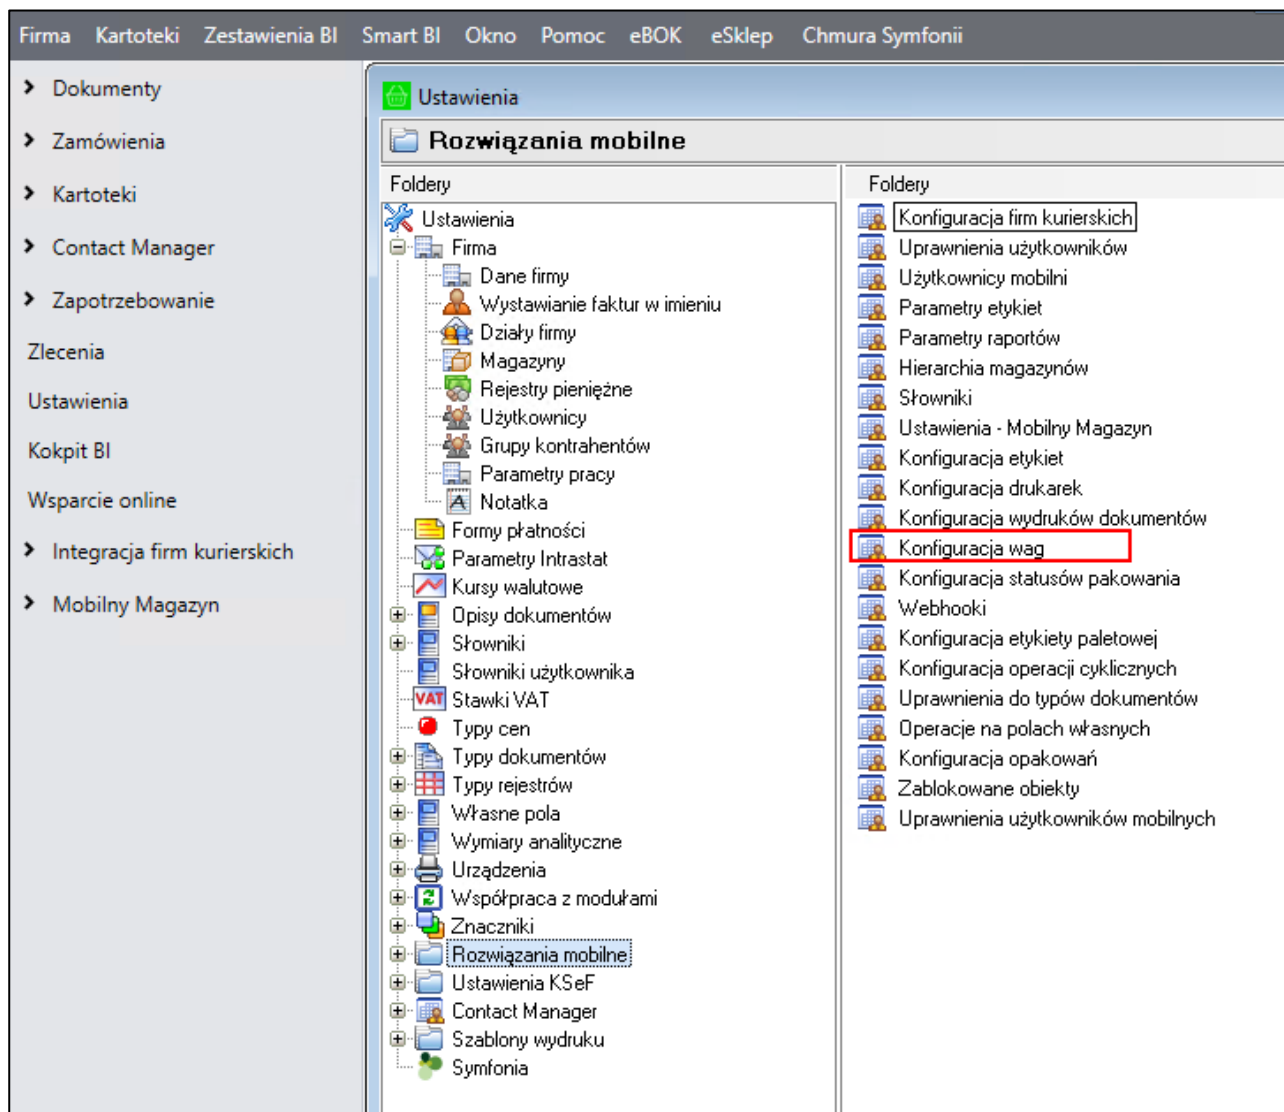 Firma Kartoteki Zestawienia BI Smart BI Okno Pomoc eBOK eSklep Chmura Symfonii
Dokumenty
Zamówienia
Kartoteki
Contact Manager
Zapotrzebowanie
Zlecenia
Ustawienia
Kokpit BI
Wsparcie online
Integracja firm kurierskich
Mobilny Magazyn
Ustawienia
Rozwiązania mobilne
Foldery
Ustawienia
Firma
Dane firmy
Wystawianie faktur w imieniu
Działy firmy
Magazyny
Rejestry pieniężne
Użytkownicy
Grupy kontrahentów
Parametry pracy
Notatka
Formy płatności
Parametry Intrastat
Kursy walutowe
Opisy dokumentów
Słowniki
Słowniki użytkownika
VAT Stawki VAT
Typy cen
Typy dokumentów
Typy rejestrów
Własne pola
Wymiary analityczne
Urządzenia
Współpraca z modułami
Znaczniki
Rozwiązania mobilne
Ustawienia KSeF
Contact Manager
Szablony wydruku
Symfonia
Foldery
Konfiguracja firm kurierskich
Uprawnienia użytkowników
Użytkownicy mobilni
Parametry etykiet
Parametry raportów
Hierarchia magazynów
Słowniki
Ustawienia - Mobilny Magazyn
Konfiguracja etykiet
Konfiguracja drukarek
Konfiguracja wydruków dokumentów
Konfiguracja wag
Konfiguracja statusów pakowania
Webhooki
Konfiguracja etykiety paletowej
Konfiguracja operacji cyklicznych
Uprawnienia do typów dokumentów
Operacje na polach własnych
Konfiguracja opakowań
Zablokowane obiekty
Uprawnienia użytkowników mobilnych